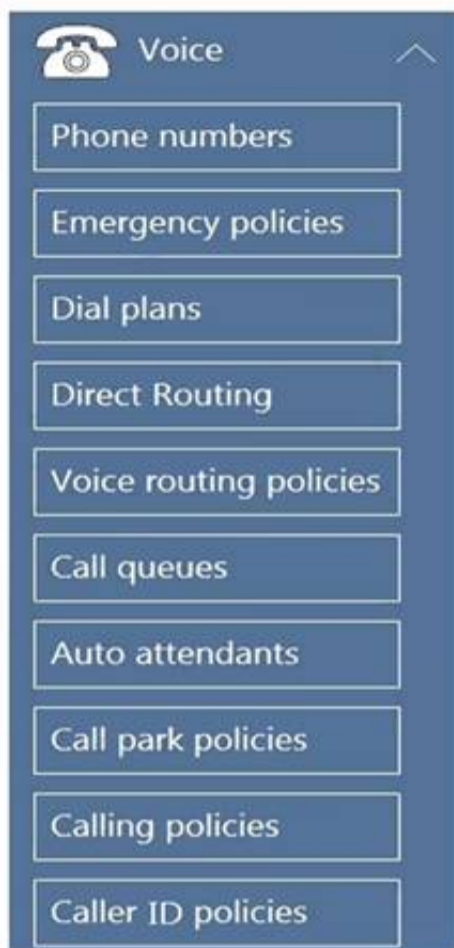 Voice
Phone numbers
Emergency policies
Dial plans
Direct Routing
Voice routing policies
Call queues
Auto attendants
Call park policies
Calling policies
Caller ID policies